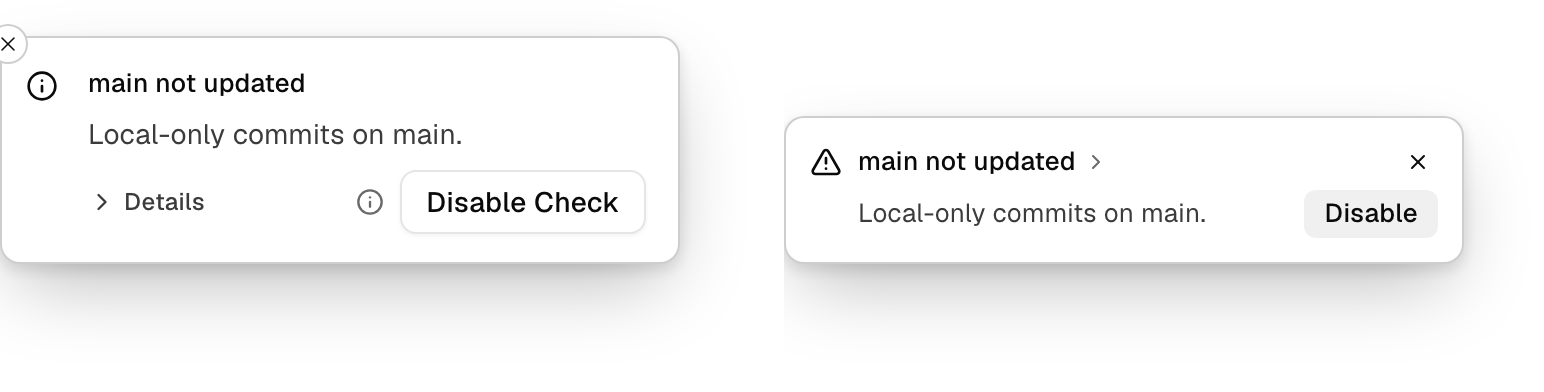 main not updated
Local-only commits on main.
Details
Disable Check
main not updated
Local-only commits on main.
Disable